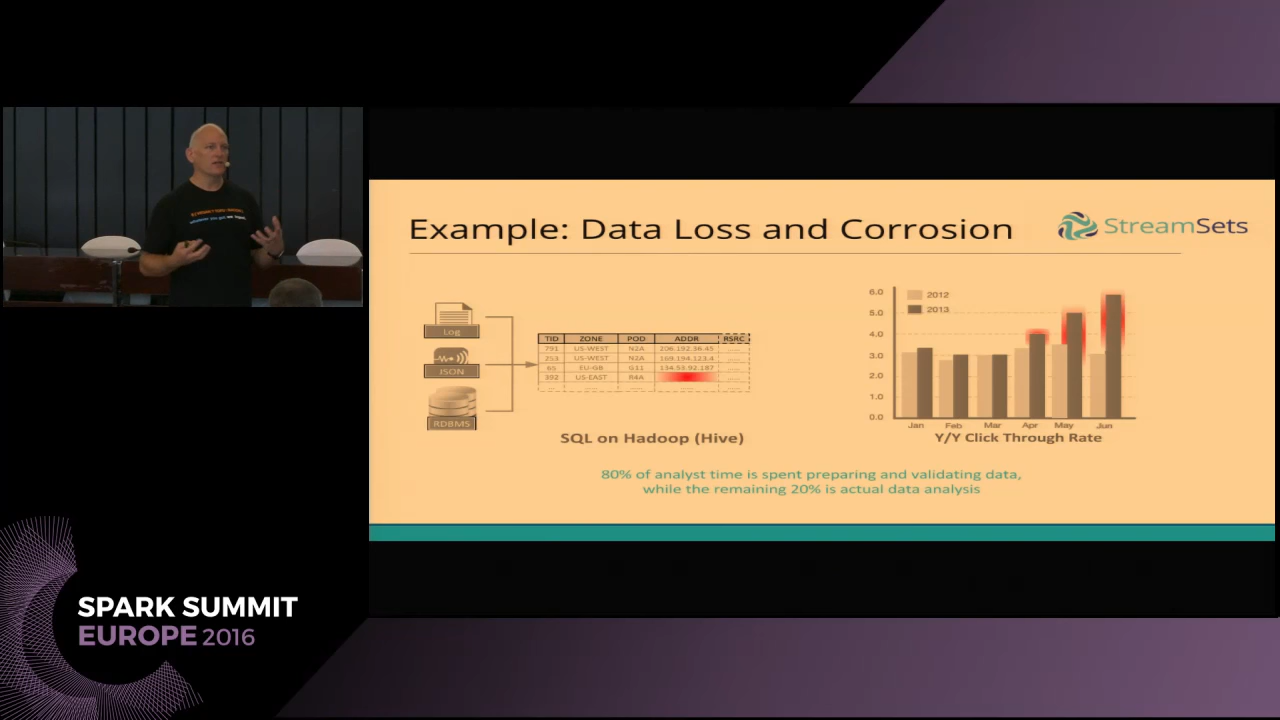 Example: Data Loss and Corrosion
StreamSets
Log
JSON
RDBMS
TID ZONE POD ADDR RSRC
791 US-WEST N2A 206.192.36.45 .....
253 US-WEST N2A 169.194.123.4 .....
65 EU-GB G11 134.53.92.187 .....
392 US-EAST R4A .....
SQL on Hadoop (Hive)
2012
2013
6.0
5.0
4.0
3.0
2.0
1.0
0.0
Jan Feb Mar Apr May Jun
Y/Y Click Through Rate
80% of analyst time is spent preparing and validating data,
while the remaining 20% is actual data analysis
SPARK SUMMIT
EUROPE 2016